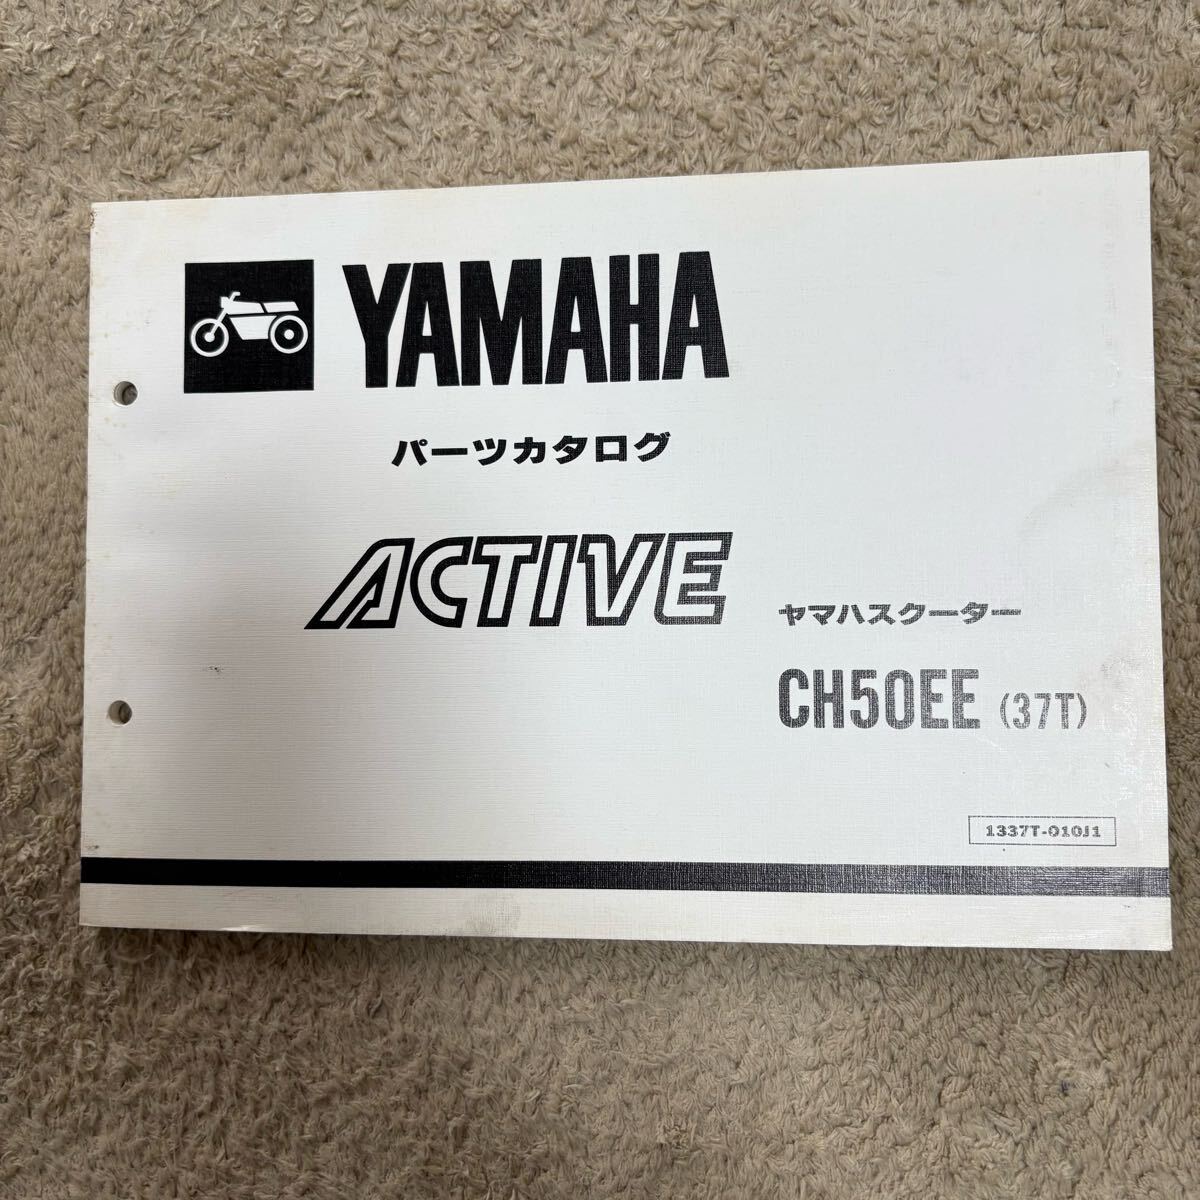 YAMAHA
パーツカタログ
ACTIVE
ヤマハスクーター
CH50EE (37T)
1337T-010J1